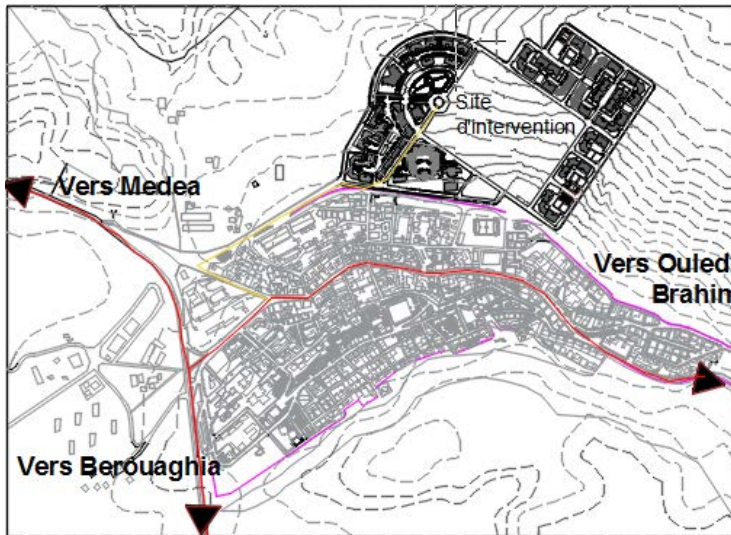 Site
d'Intervention
Vers Medea
Vers Ouled
Brahim
Vers Berouaghia